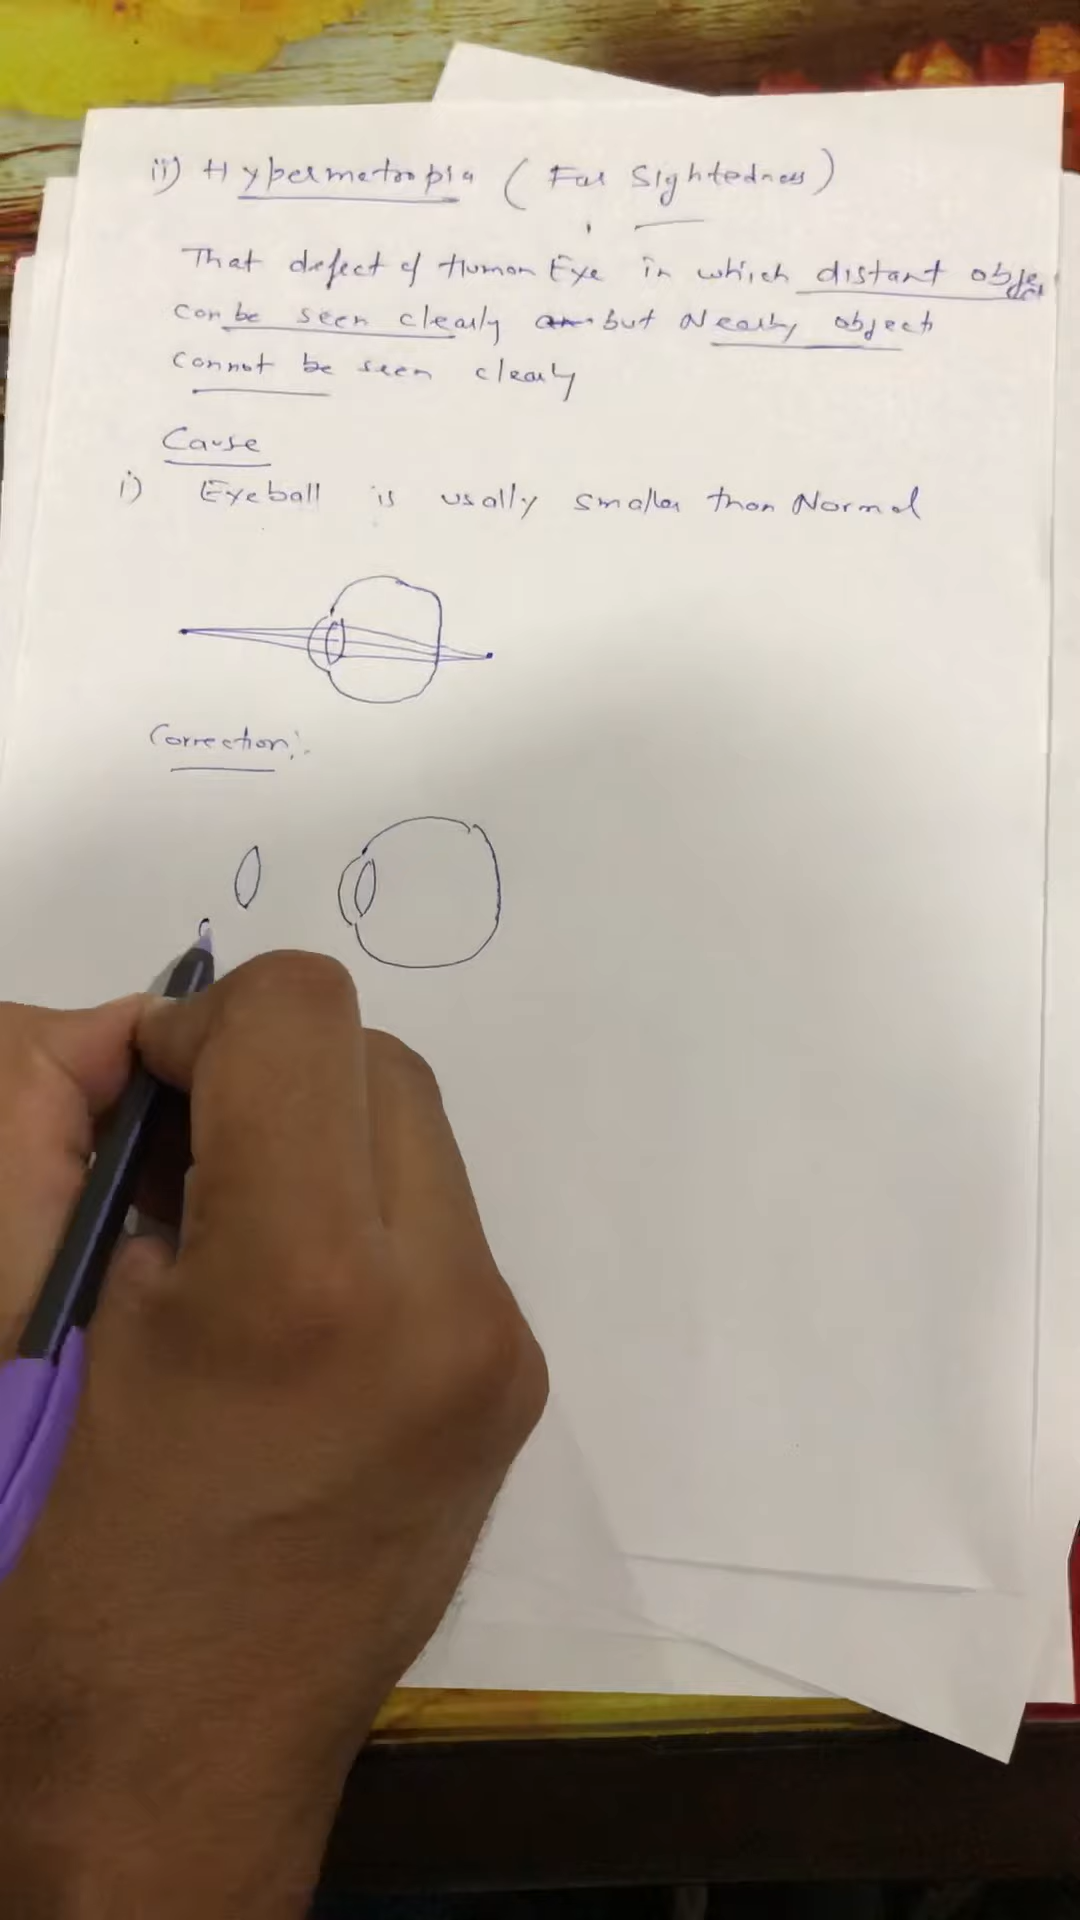 ii) Hypermetropia ( Far Sightedness )
That defect of Human Eye in which distant objec
can be seen clearly but Nearby object
cannot be seen clearly
Cause
i) Eyeball is usally smaller than Normal
Correction: